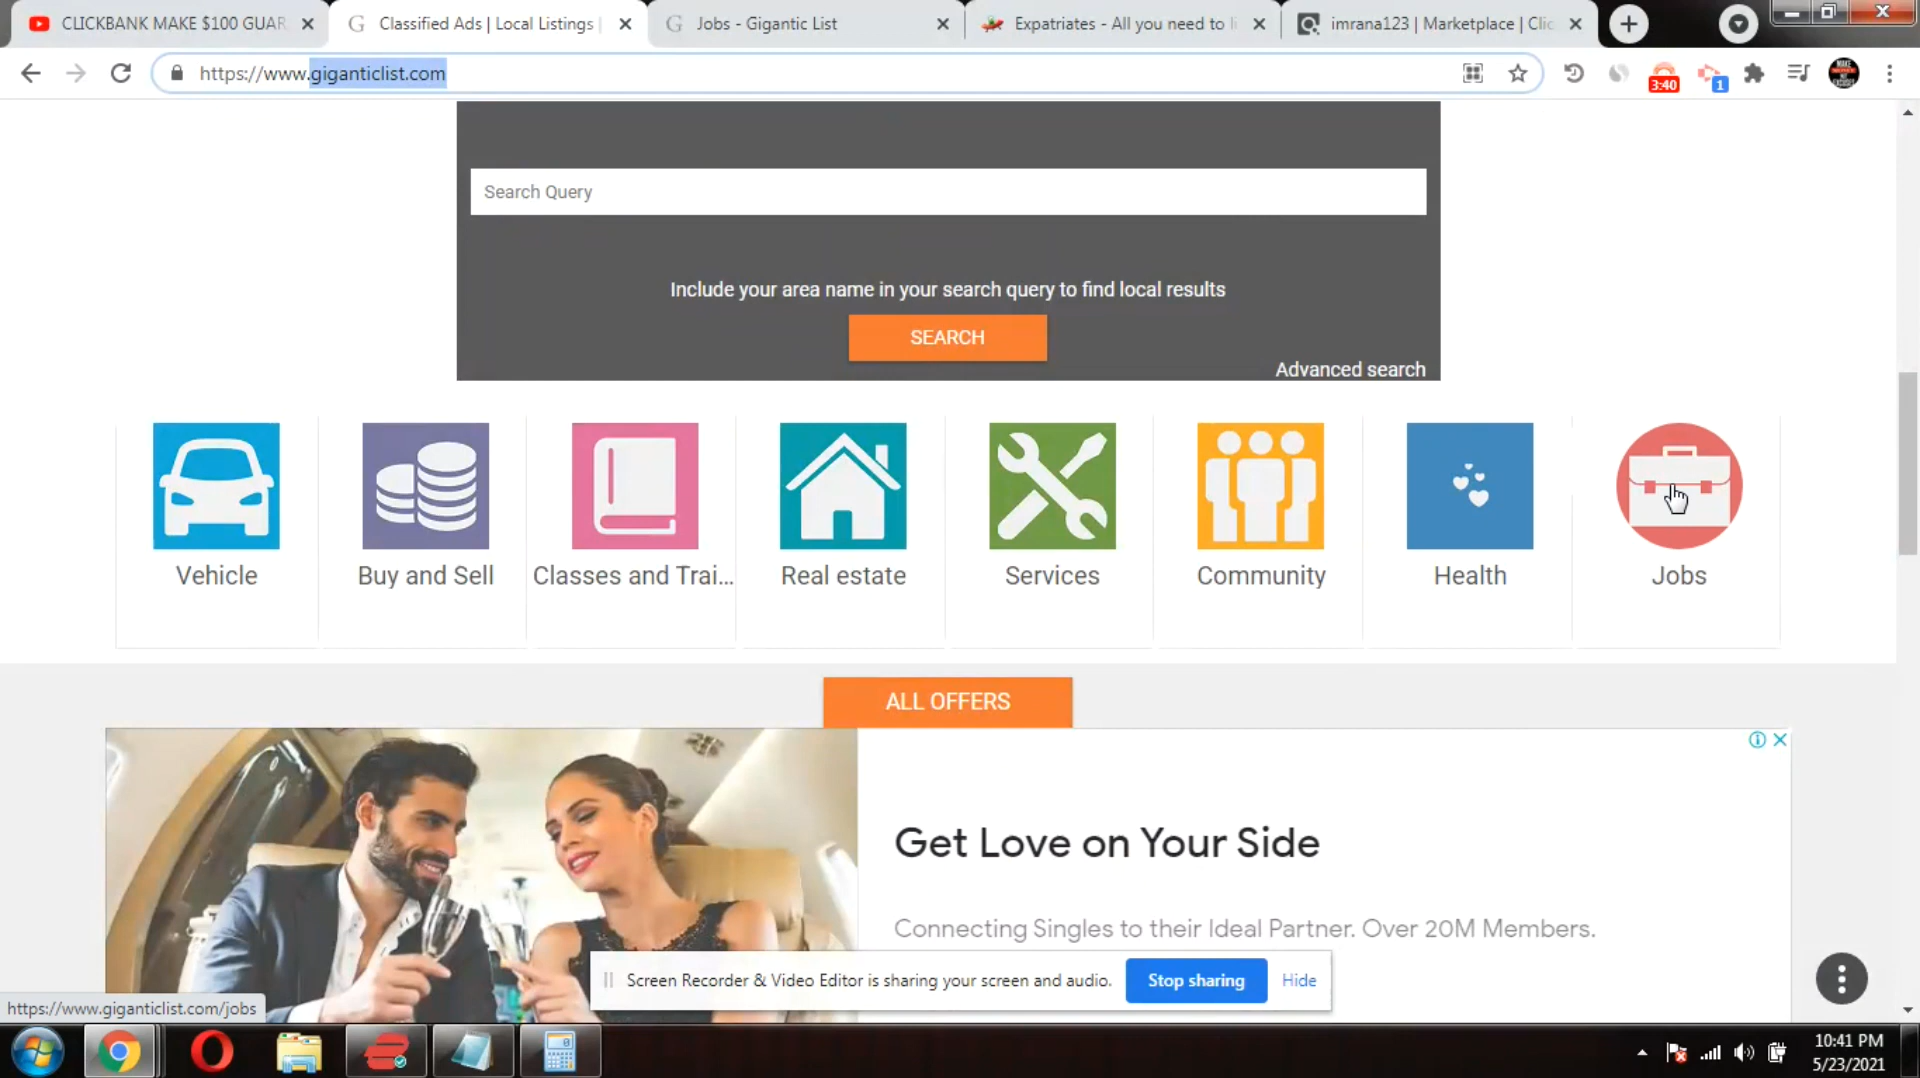 CLICKBANK MAKE $100 GUAR
Classified Ads | Local Listings |
Jobs - Gigantic List
Expatriates - All you need to li
imrana123 | Marketplace | Clic
https://www.giganticlist.com
3:40
1
Search Query
Include your area name in your search query to find local results
SEARCH
Advanced search
Vehicle
Buy and Sell
Classes and Trai...
Real estate
Services
Community
Health
Jobs
ALL OFFERS
Get Love on Your Side
Connecting Singles to their Ideal Partner. Over 20M Members.
Screen Recorder & Video Editor is sharing your screen and audio.
Stop sharing
Hide
https://www.giganticlist.com/jobs
10:41 PM
5/23/2021